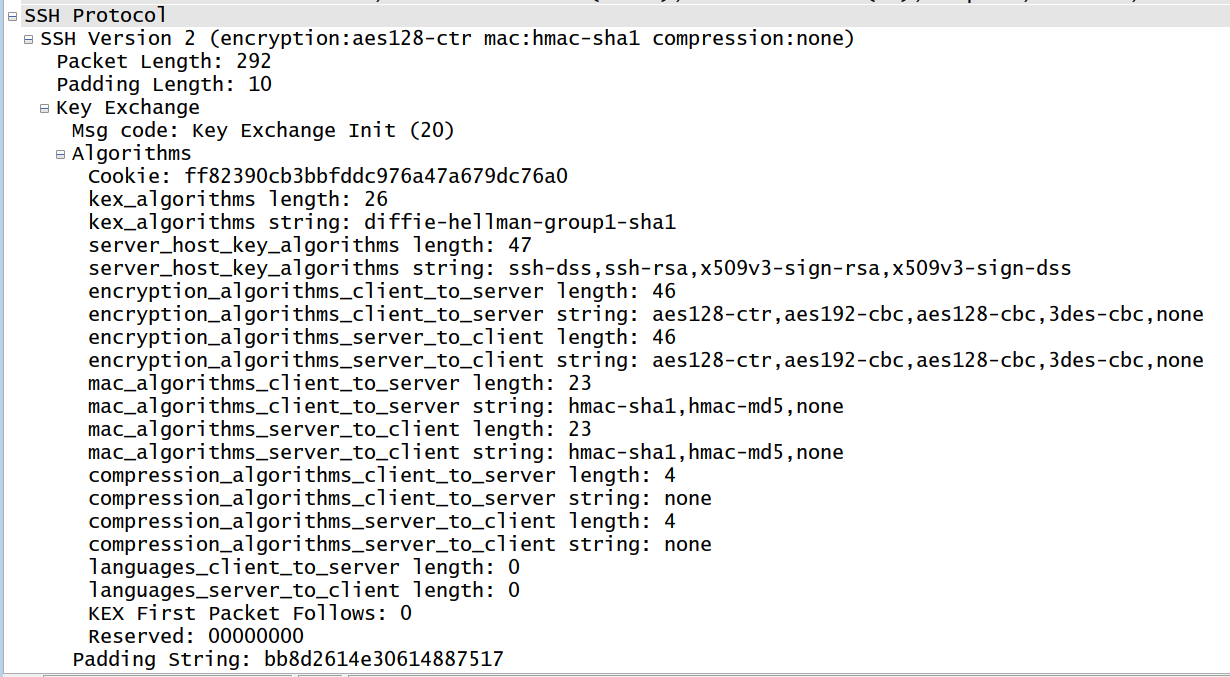 SSH Protocol
SSH Version 2 (encryption:aes128-ctr mac:hmac-sha1 compression:none)
Packet Length: 292
Padding Length: 10
Key Exchange
Msg code: Key Exchange Init (20)
Algorithms
Cookie: ff82390cb3bbfddc976a47a679dc76a0
kex_algorithms length: 26
kex_algorithms string: diffie-hellman-group1-sha1
server_host_key_algorithms length: 47
server_host_key_algorithms string: ssh-dss,ssh-rsa,x509v3-sign-rsa,x509v3-sign-dss
encryption_algorithms_client_to_server length: 46
encryption_algorithms_client_to_server string: aes128-ctr,aes192-cbc,aes128-cbc,3des-cbc,none
encryption_algorithms_server_to_client length: 46
encryption_algorithms_server_to_client string: aes128-ctr,aes192-cbc,aes128-cbc,3des-cbc,none
mac_algorithms_client_to_server length: 23
mac_algorithms_client_to_server string: hmac-sha1,hmac-md5,none
mac_algorithms_server_to_client length: 23
mac_algorithms_server_to_client string: hmac-sha1,hmac-md5,none
compression_algorithms_client_to_server length: 4
compression_algorithms_client_to_server string: none
compression_algorithms_server_to_client length: 4
compression_algorithms_server_to_client string: none
languages_client_to_server length: 0
languages_server_to_client length: 0
KEX First Packet Follows: 0
Reserved: 00000000
Padding String: bb8d2614e30614887517